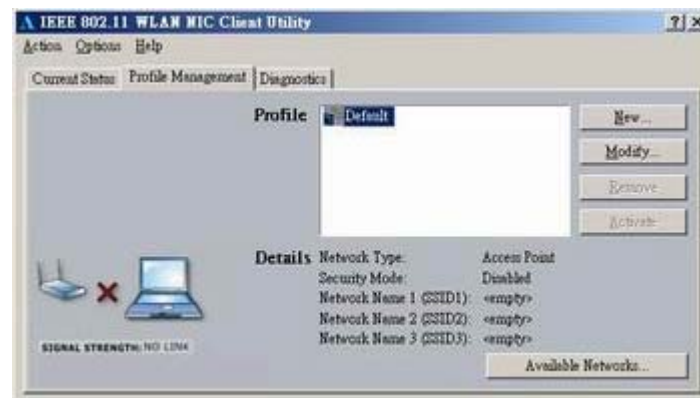 IEEE 802.11 WLAN NIC Client Utility
Action Options Help
Current Status Profile Management Diagnostics
Profile Default New...
Modify...
Remove
Activate
Details Network Type: Access Point
Security Mode: Disabled
Network Name 1 (SSID1): <empty>
Network Name 2 (SSID2): <empty>
Network Name 3 (SSID3): <empty>
SIGNAL STRENGTH: NO LINK
Available Networks...